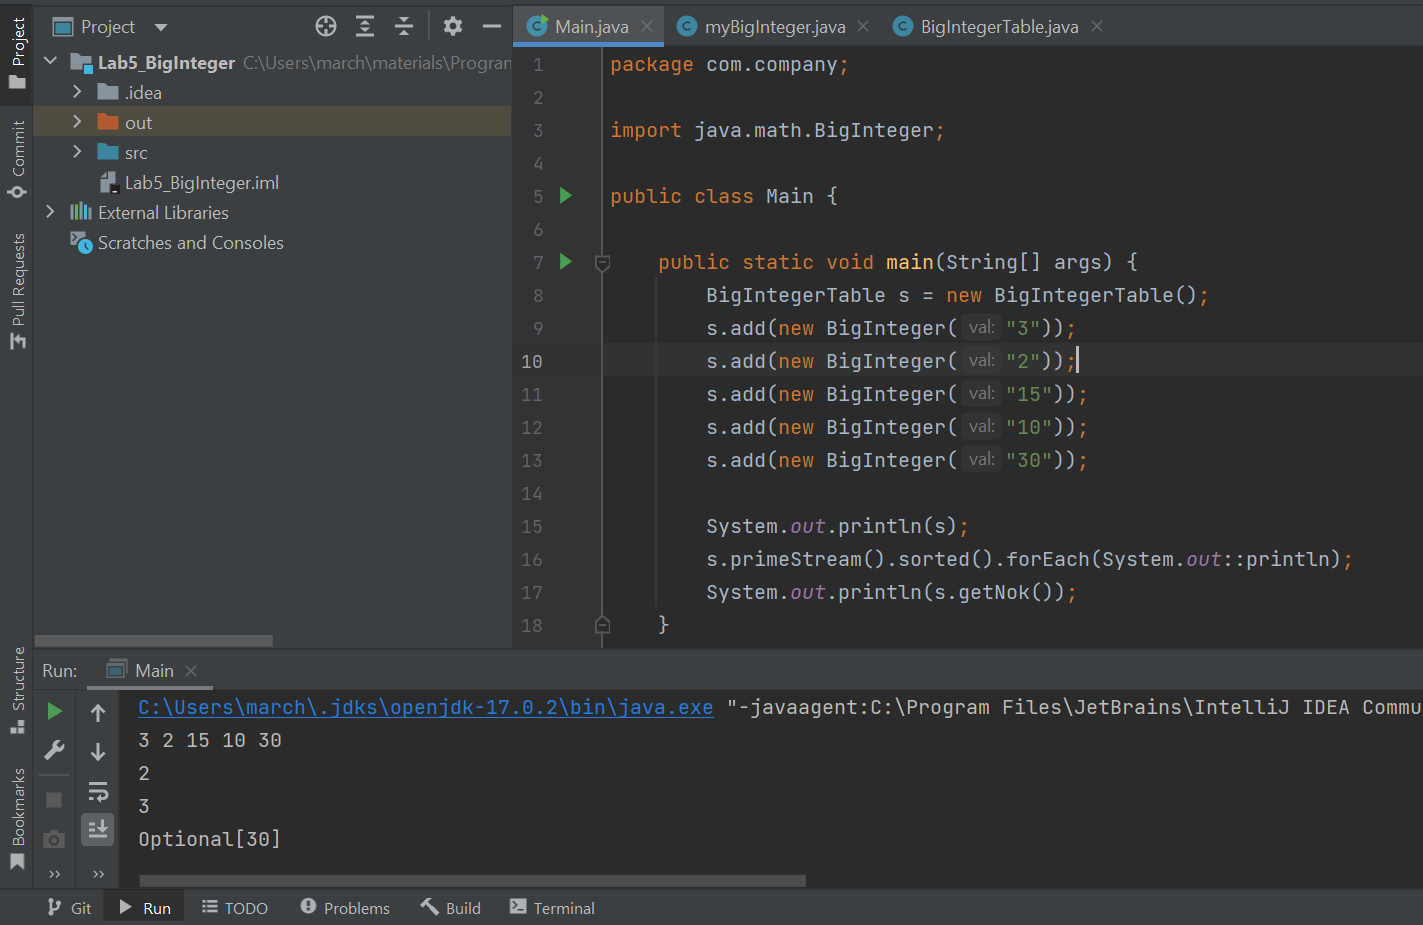 Project
Main.java
myBigInteger.java
BigIntegerTable.java
Project
Commit
Pull Requests
Structure
Bookmarks
Lab5_BigInteger C:\Users\march\materials\Program
.idea
out
src
Lab5_BigInteger.iml
External Libraries
Scratches and Consoles
1 package com.company;
2
3 import java.math.BigInteger;
4
5 public class Main {
6
7 public static void main(String[] args) {
8 BigIntegerTable s = new BigIntegerTable();
9 s.add(new BigInteger( val: "3"));
10 s.add(new BigInteger( val: "2"));
11 s.add(new BigInteger( val: "15"));
12 s.add(new BigInteger( val: "10"));
13 s.add(new BigInteger( val: "30"));
14
15 System.out.println(s);
16 s.primeStream().sorted().forEach(System.out::println);
17 System.out.println(s.getNok());
18 }
Run: Main
C:\Users\march\.jdks\openjdk-17.0.2\bin\java.exe "-javaagent:C:\Program Files\JetBrains\IntelliJ IDEA Commu
3 2 15 10 30
2
3
Optional[30]
Git Run TODO Problems Build Terminal